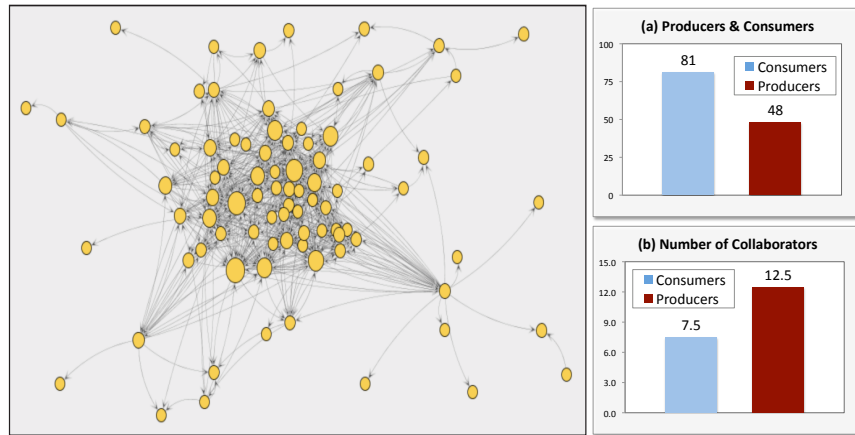 (a) Producers & Consumers
100
75
50
25
0
81
48
Consumers
Producers
(b) Number of Collaborators
15.0
12.0
9.0
6.0
3.0
0.0
7.5
12.5
Consumers
Producers